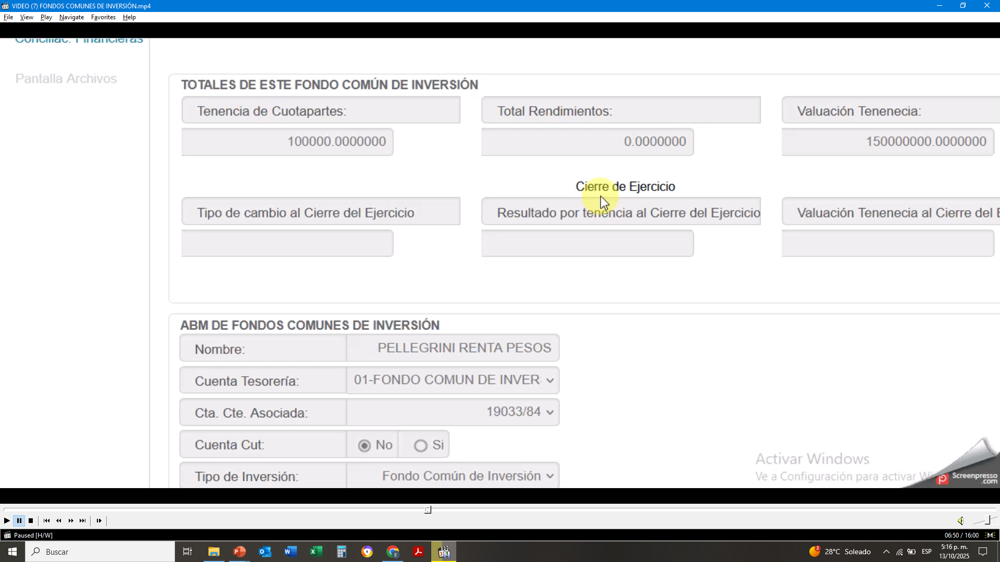 VIDEO (7) FONDOS COMUNES DE INVERSIÓN.mp4
File View Play Navigate Favorites Help
Conciliac. Financieras
Pantalla Archivos
TOTALES DE ESTE FONDO COMÚN DE INVERSIÓN
Tenencia de Cuotapartes: Total Rendimientos: Valuación Tenenecia:
100000.0000000 0.0000000 150000000.0000000
Cierre de Ejercicio
Tipo de cambio al Cierre del Ejercicio Resultado por tenencia al Cierre del Ejercicio Valuación Tenenecia al Cierre del E
ABM DE FONDOS COMUNES DE INVERSIÓN
Nombre: PELLEGRINI RENTA PESOS
Cuenta Tesorería: 01-FONDO COMUN DE INVER
Cta. Cte. Asociada: 19033/84
Cuenta Cut: No Si
Tipo de Inversión: Fondo Común de Inversión
Activar Windows
Ve a Configuración para activar Wi
Screenpresso
.com
Paused [H/W] 06:50 / 16:00
Buscar
2 28°C Soleado ESP 5:16 p. m.
13/10/2025